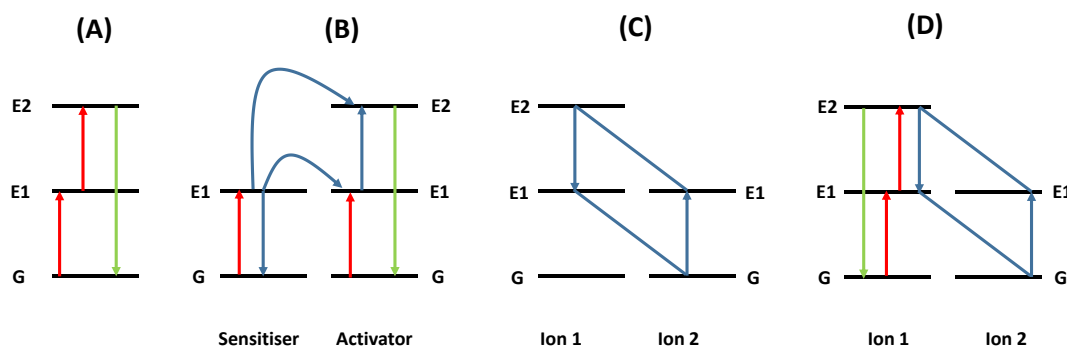 (A) (B) (C) (D)
E2 E2 E2 E2
E1 E1 E1 E1 E1 E1 E1
G G G G G G G
Sensitiser Activator Ion 1 Ion 2 Ion 1 Ion 2